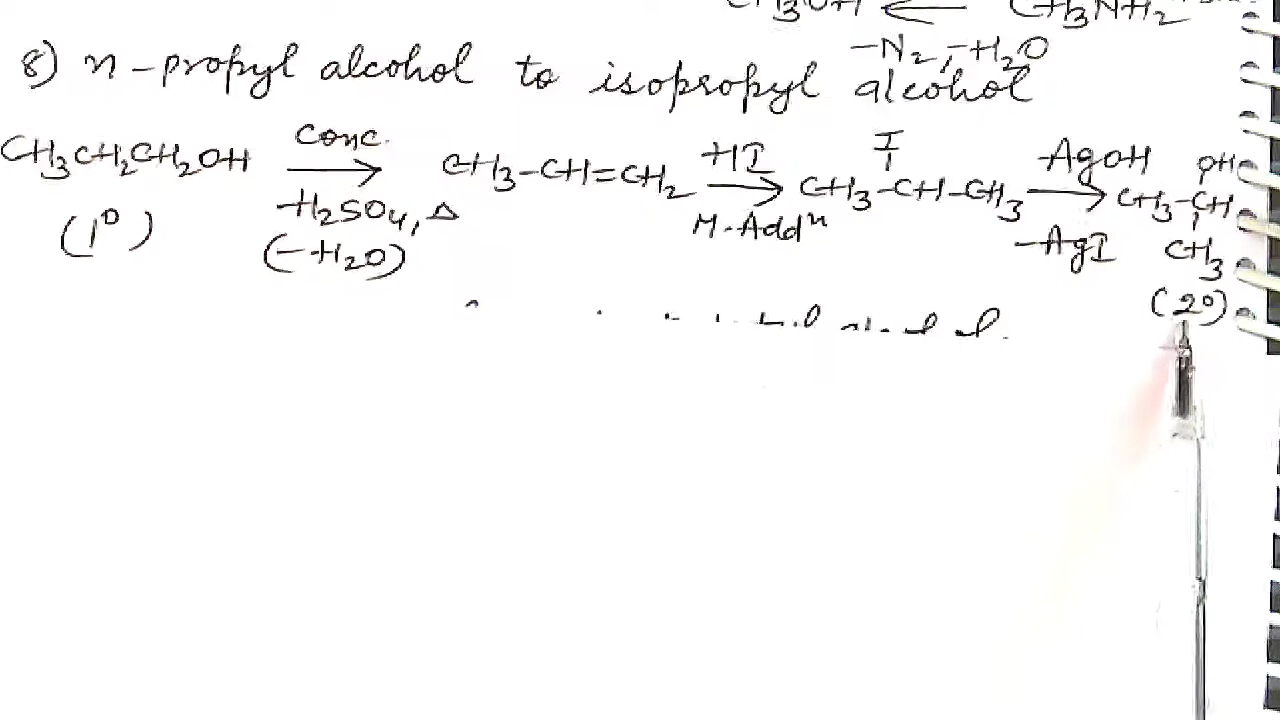 CH3OH ← CH3NH2
-N2, -H2O
8) n-propyl alcohol to isopropyl alcohol
CH3CH2CH2OH conc. → H2SO4, Δ (-H2O) CH3-CH=CH2 HI → M.Addⁿ CH3-CH-CH3 AgOH → -AgI CH3-CH
I
OH
(1°)
CH3
(2°)